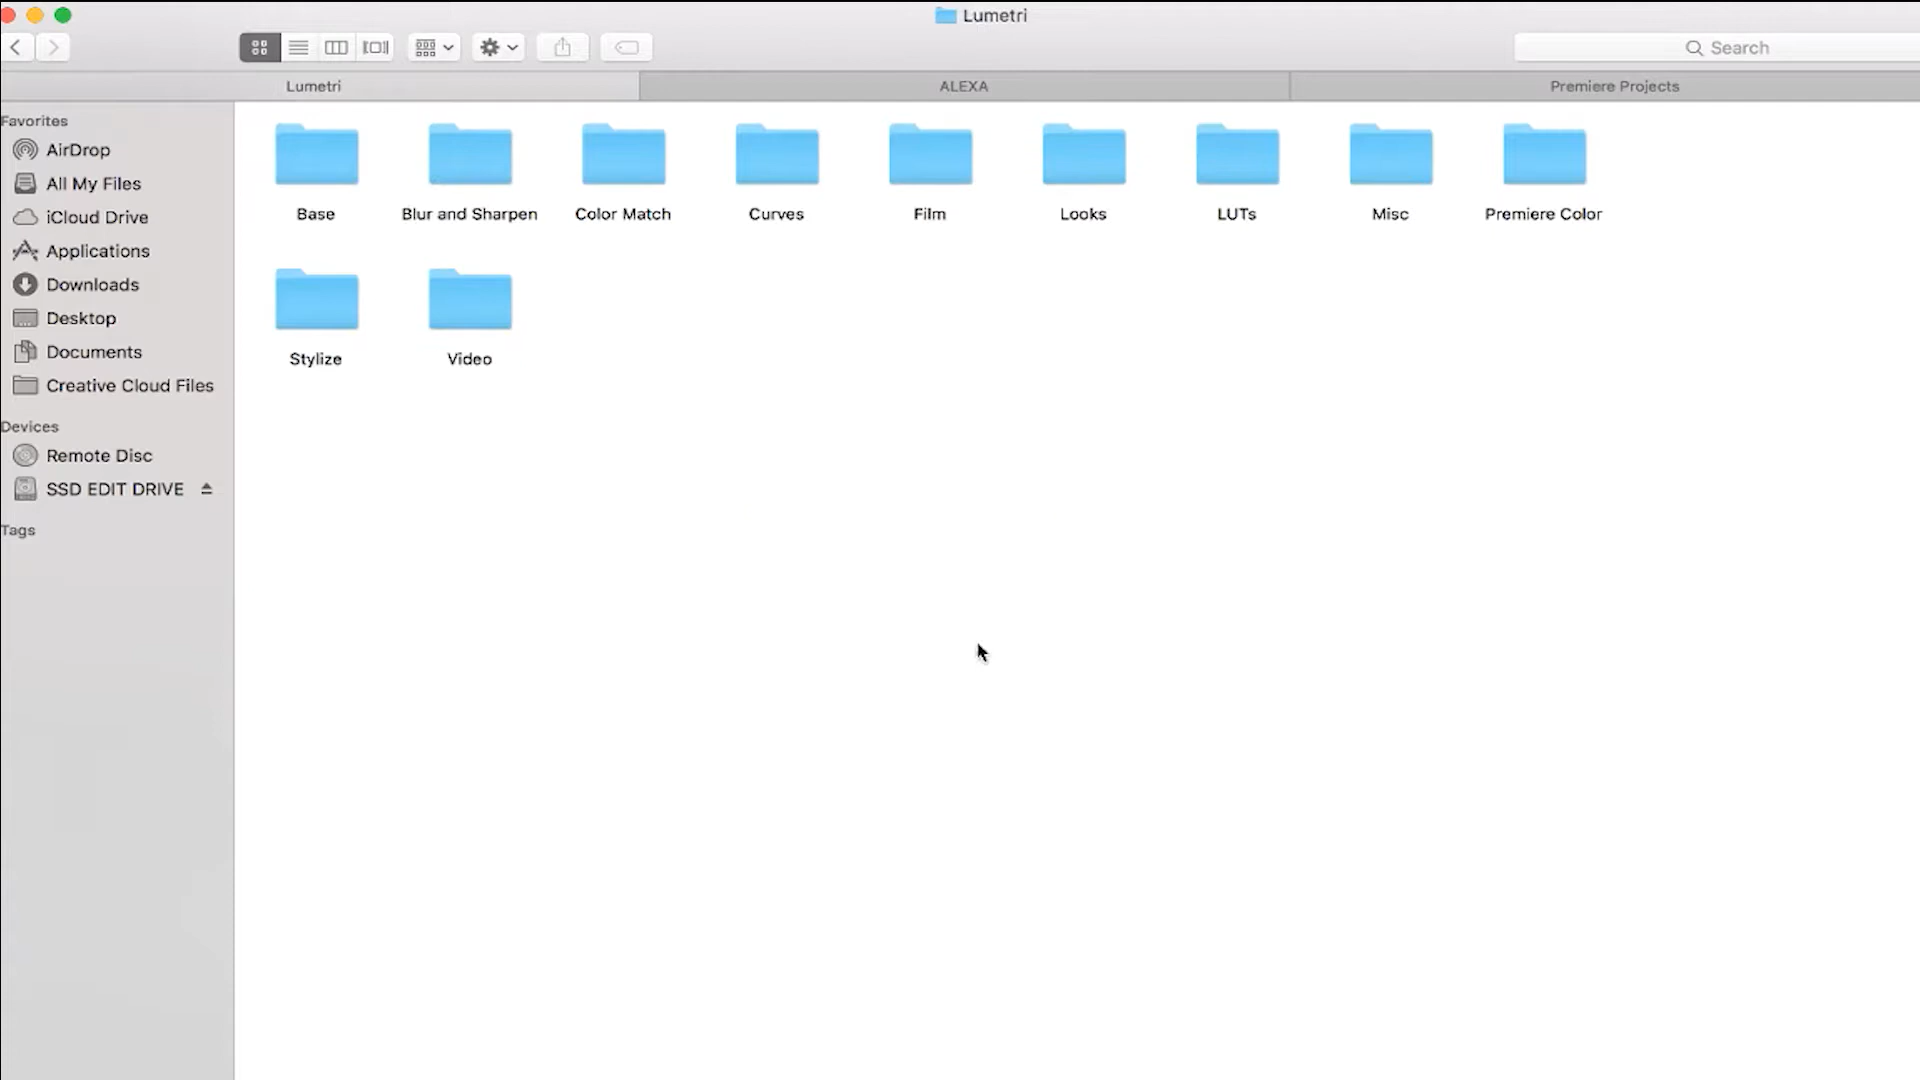 Lumetri
Search
Lumetri
ALEXA
Premiere Projects
Favorites
AirDrop
All My Files
iCloud Drive
Applications
Downloads
Desktop
Documents
Creative Cloud Files
Devices
Remote Disc
SSD EDIT DRIVE
Tags
Base
Blur and Sharpen
Color Match
Curves
Film
Looks
LUTs
Misc
Premiere Color
Stylize
Video